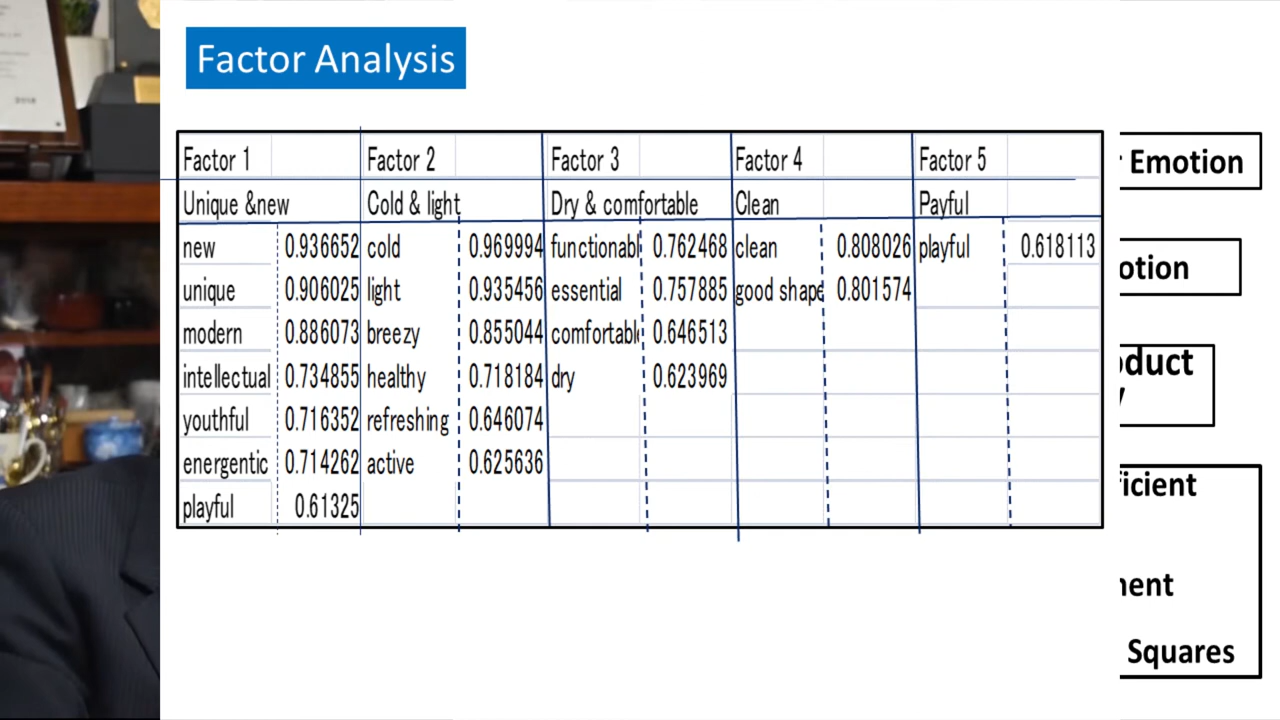 Factor Analysis
Factor 1 Factor 2 Factor 3 Factor 4 Factor 5
Unique &new Cold & light Dry & comfortable Clean Payful
new 0.936652 cold 0.969994 functionabl 0.762468 clean 0.808026 playful 0.618113
unique 0.906025 light 0.935456 essential 0.757885 good shape 0.801574
modern 0.886073 breezy 0.855044 comfortable 0.646513
intellectual 0.734855 healthy 0.718184 dry 0.623969
youthful 0.716352 refreshing 0.646074
energentic 0.714262 active 0.625636
playful 0.61325
r Emotion
otion
oduct
y
ficient
nent
Squares